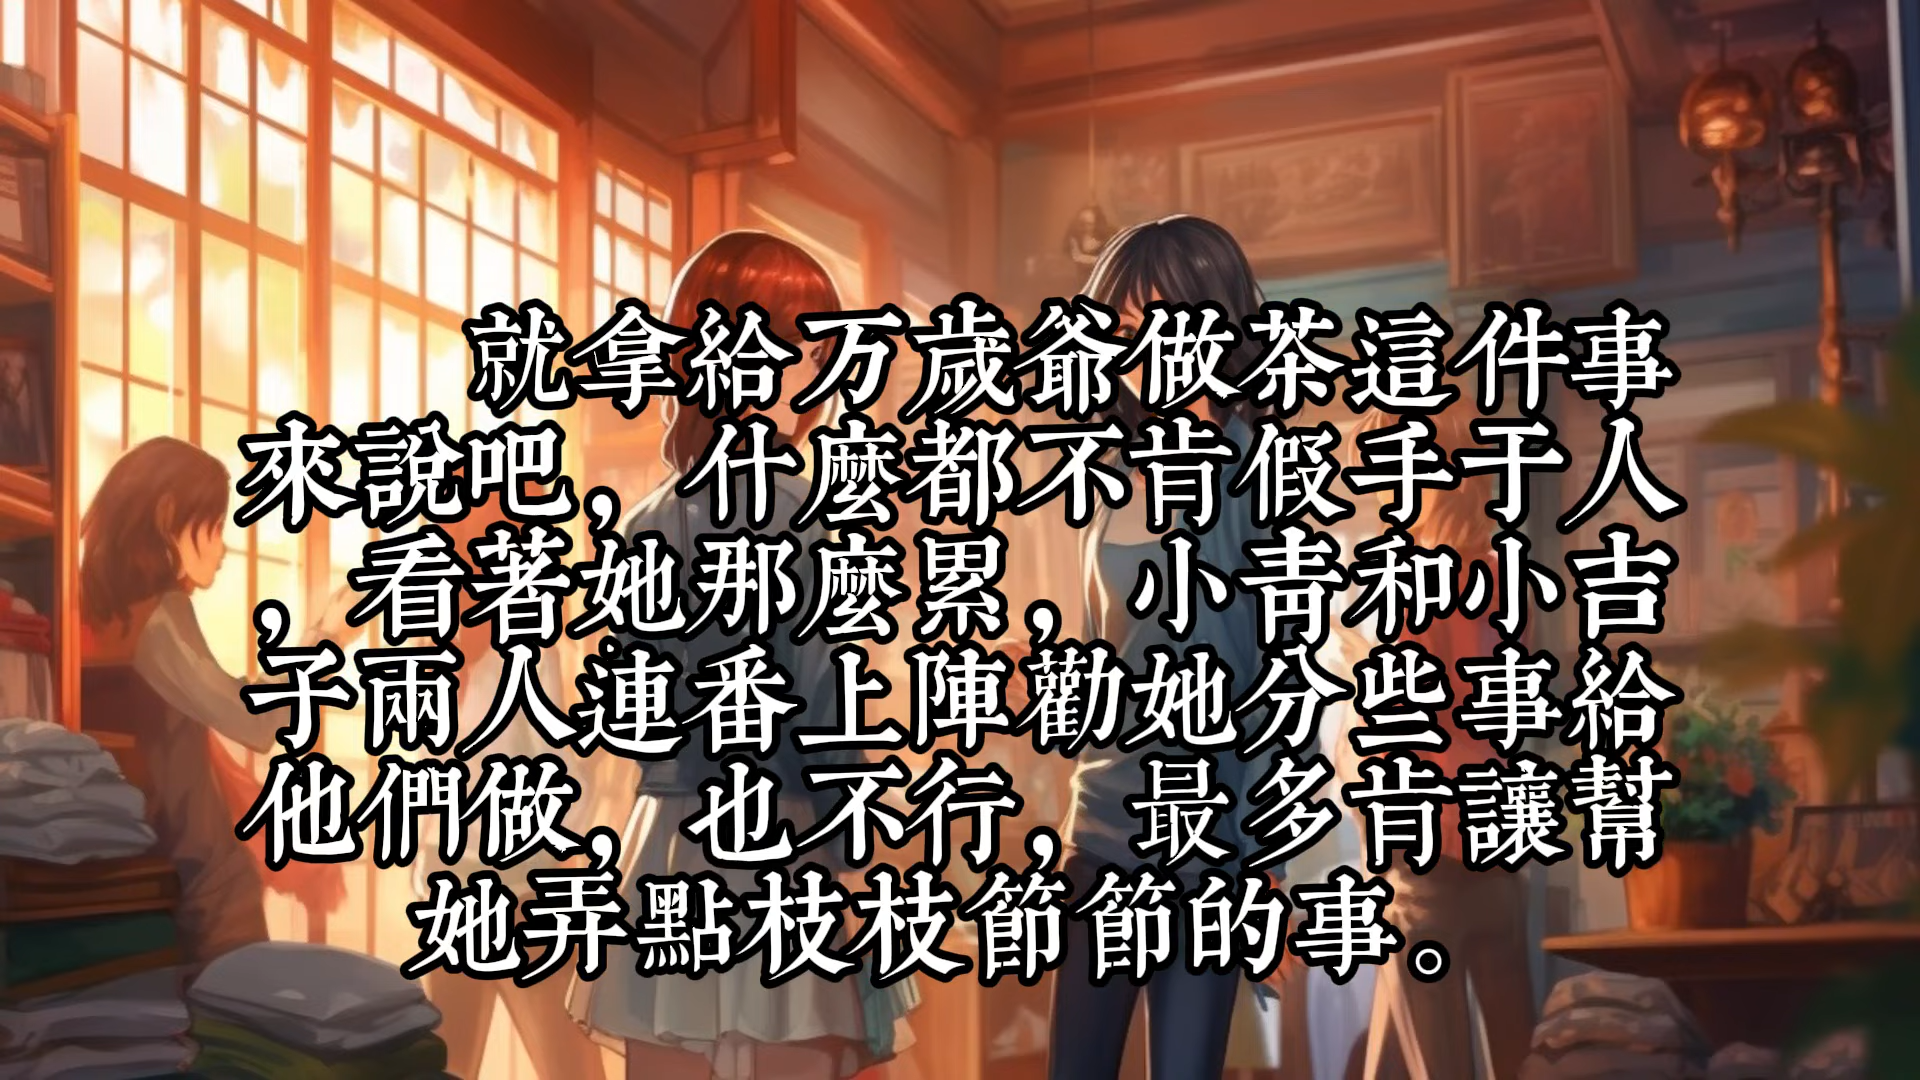 就拿給万歲爺做茶這件事
來說吧，什麼都不肯假手于人
，看著她那麼累，小青和小吉
子兩人連番上陣勸她分些事給
他們做，也不行，最多肯讓幫
她弄點枝枝節節的事。